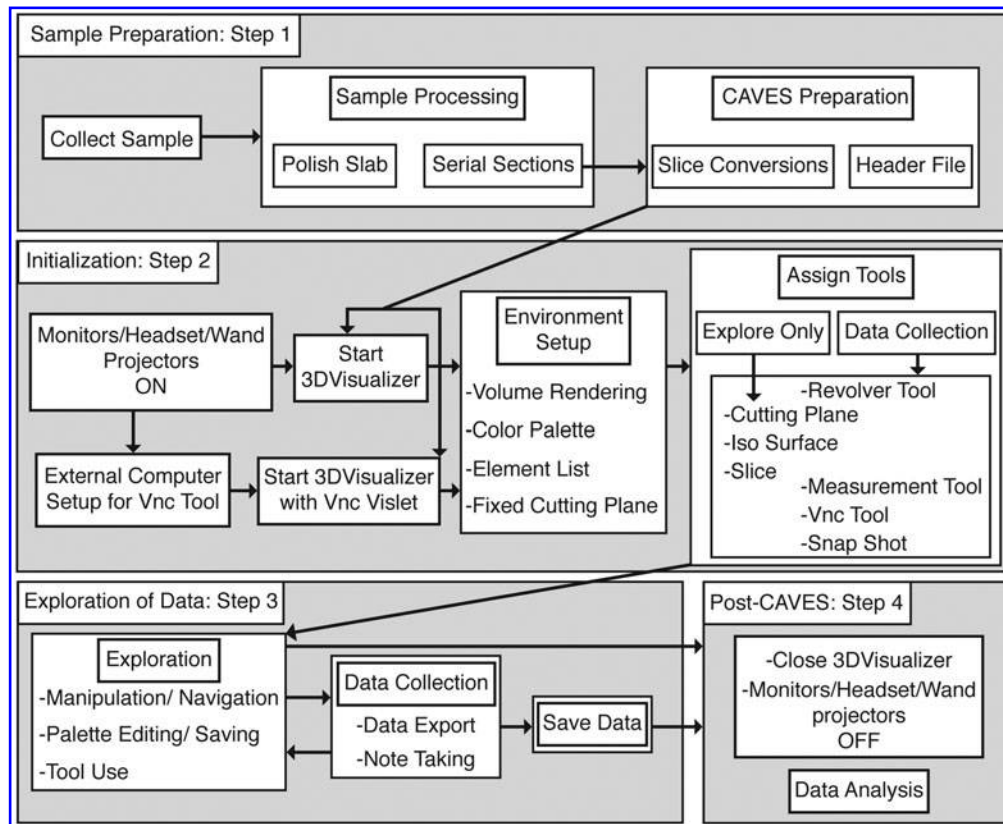 Sample Preparation: Step 1
Collect Sample
Sample Processing
Polish Slab
Serial Sections
CAVES Preparation
Slice Conversions
Header File
Initialization: Step 2
Monitors/Headset/Wand
Projectors
ON
Start
3DVisualizer
External Computer
Setup for Vnc Tool
Start 3DVisualizer
with Vnc Vislet
Environment
Setup
-Volume Rendering
-Color Palette
-Element List
-Fixed Cutting Plane
Assign Tools
Explore Only
Data Collection
-Revolver Tool
-Cutting Plane
-Iso Surface
-Slice
-Measurement Tool
-Vnc Tool
-Snap Shot
Exploration of Data: Step 3
Exploration
-Manipulation/ Navigation
-Palette Editing/ Saving
-Tool Use
Data Collection
-Data Export
-Note Taking
Save Data
Post-CAVES: Step 4
-Close 3DVisualizer
-Monitors/Headset/Wand
projectors
OFF
Data Analysis